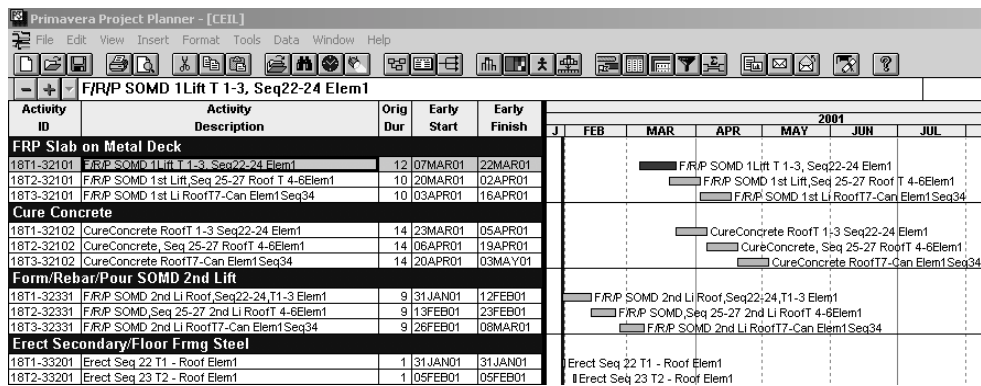 Primavera Project Planner - [CEIL]
File Edit View Insert Format Tools Data Window Help
F/R/P SOMD 1Lift T 1-3, Seq22-24 Elem1
Activity Activity Orig Early Early 2001
ID Description Dur Start Finish J FEB MAR APR MAY JUN JUL
FRP Slab on Metal Deck
18T1-32101 F/R/P SOMD 1Lift T 1-3, Seq22-24 Elem1 12 07MAR01 22MAR01 F/R/P SOMD 1Lift T 1-3, Seq22-24 Elem1
18T2-32101 F/R/P SOMD 1st Lift,Seq 25-27 Roof T 4-6Elem1 10 20MAR01 02APR01 F/R/P SOMD 1st Lift,Seq 25-27 Roof T 4-6Elem1
18T3-32101 F/R/P SOMD 1st Li RoofT7-Can Elem1Seq34 10 03APR01 16APR01 F/R/P SOMD 1st Li RoofT7-Can Elem1Seq34
Cure Concrete
18T1-32102 CureConcrete RoofT 1-3 Seq22-24 Elem1 14 23MAR01 05APR01 CureConcrete RoofT 1-3 Seq22-24 Elem1
18T2-32102 CureConcrete, Seq 25-27 RoofT 4-6Elem1 14 06APR01 19APR01 CureConcrete, Seq 25-27 RoofT 4-6Elem1
18T3-32102 CureConcrete RoofT7-Can Elem1Seq34 14 20APR01 03MAY01 CureConcrete RoofT7-Can Elem1Seq34
Form/Rebar/Pour SOMD 2nd Lift
18T1-32331 F/R/P SOMD 2nd Li Roof,Seq22-24,T1-3 Elem1 9 31JAN01 12FEB01 F/R/P SOMD 2nd Li Roof,Seq22-24,T1-3 Elem1
18T2-32331 F/R/P SOMD,Seq 25-27 2nd Li RoofT 4-6Elem1 9 13FEB01 23FEB01 F/R/P SOMD,Seq 25-27 2nd Li RoofT 4-6Elem1
18T3-32331 F/R/P SOMD 2nd Li RoofT7-Can Elem1Seq34 9 26FEB01 08MAR01 F/R/P SOMD 2nd Li RoofT7-Can Elem1Seq34
Erect Secondary/Floor Frmg Steel
18T1-33201 Erect Seq 22 T1 - Roof Elem1 1 31JAN01 31JAN01 Erect Seq 22 T1 - Roof Elem1
18T2-33201 Erect Seq 23 T2 - Roof Elem1 1 05FEB01 05FEB01 Erect Seq 23 T2 - Roof Elem1